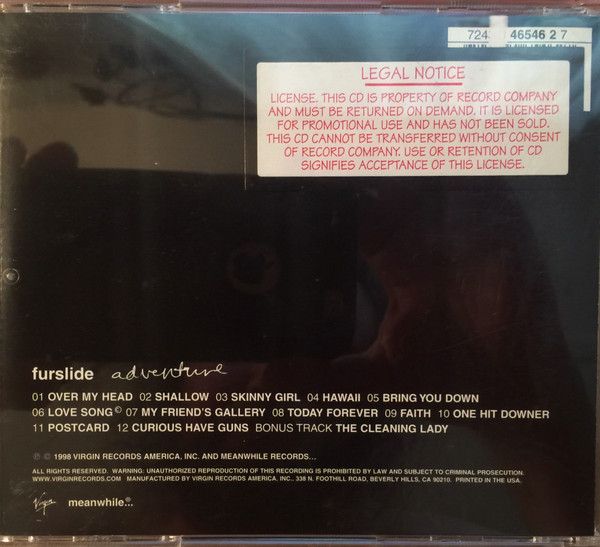 724 46546 2 7
LEGAL NOTICE
LICENSE. THIS CD IS PROPERTY OF RECORD COMPANY
AND MUST BE RETURNED ON DEMAND. IT IS LICENSED
FOR PROMOTIONAL USE AND HAS NOT BEEN SOLD.
THIS CD CANNOT BE TRANSFERRED WITHOUT CONSENT
OF RECORD COMPANY. USE OR RETENTION OF CD
SIGNIFIES ACCEPTANCE OF THIS LICENSE.
furslide adventure
01 OVER MY HEAD 02 SHALLOW 03 SKINNY GIRL 04 HAWAII 05 BRING YOU DOWN
06 LOVE SONG© 07 MY FRIEND'S GALLERY 08 TODAY FOREVER 09 FAITH 10 ONE HIT DOWNER
11 POSTCARD 12 CURIOUS HAVE GUNS BONUS TRACK THE CLEANING LADY
℗ © 1998 VIRGIN RECORDS AMERICA, INC. AND MEANWHILE RECORDS...
ALL RIGHTS RESERVED. WARNING: UNAUTHORIZED REPRODUCTION OF THIS RECORDING IS PROHIBITED BY LAW AND SUBJECT TO CRIMINAL PROSECUTION.
WWW.VIRGINRECORDS.COM MANUFACTURED BY VIRGIN RECORDS AMERICA, INC., 338 N. FOOTHILL ROAD, BEVERLY HILLS, CA 90210. PRINTED IN THE USA.
Virgin meanwhile...